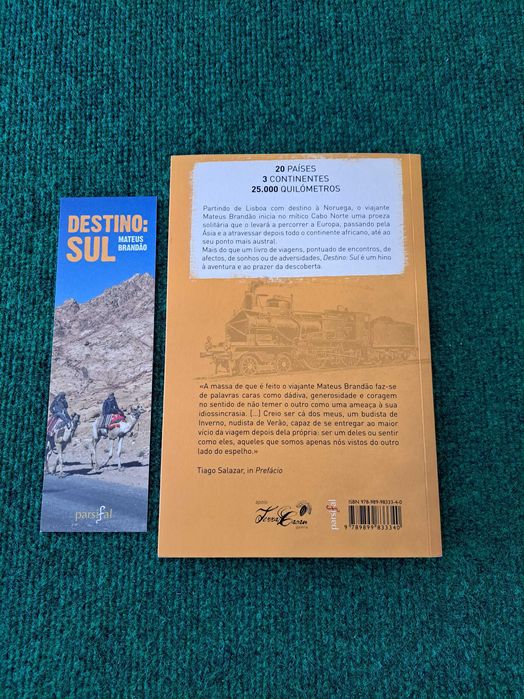 DESTINO:
SUL MATEUS
BRANDÃO
parsifal
20 PAÍSES
3 CONTINENTES
25.000 QUILÓMETROS
Partindo de Lisboa com destino à Noruega, o viajante
Mateus Brandão inicia no mítico Cabo Norte uma proeza
solitária que o levará a percorrer a Europa, passando pela
Ásia e a atravessar depois todo o continente africano, até ao
seu ponto mais austral.
Mais do que um livro de viagens, pontuado de encontros, de
afectos, de sonhos ou de adversidades, Destino: Sul é um hino
à aventura e ao prazer da descoberta.
«A massa de que é feito o viajante Mateus Brandão faz-se
de palavras caras como dádiva, generosidade e coragem
no sentido de não temer o outro como uma ameaça à sua
idiossincrasia. [...] Creio ser cá dos meus, um budista de
Inverno, nudista de Verão, capaz de se entregar ao maior
vício da viagem depois dela própria: ser um deles ou sentir
como eles, aqueles que somos apenas nós vistos do outro
lado do espelho.»
Tiago Salazar, in Prefácio
apoio
parsifal
ISBN 978-989-98333-4-0
9 789899 833340